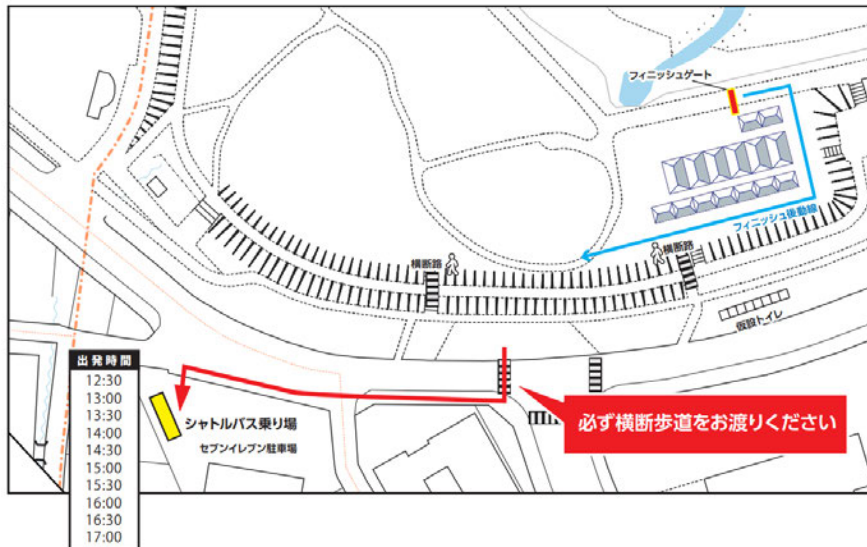 フィニッシュゲート
フィニッシュ後動線
横断路
横断路
仮設トイレ
必ず横断歩道をお渡りください
シャトルバス乗り場
セブンイレブン駐車場
出発時間
12:30
13:00
13:30
14:00
14:30
15:00
15:30
16:00
16:30
17:00